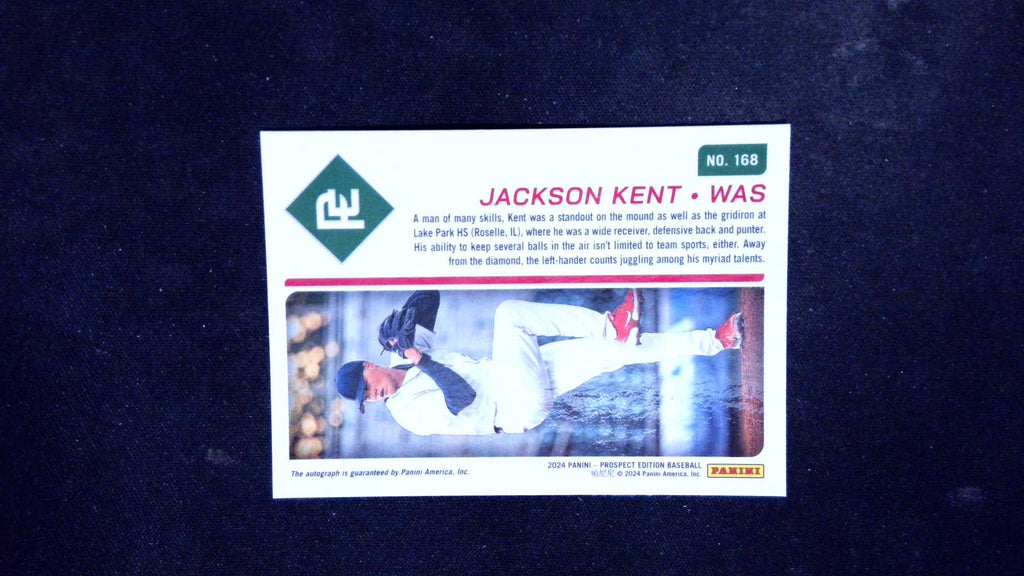 NO. 168
JACKSON KENT • WAS
A man of many skills, Kent was a standout on the mound as well as the gridiron at
Lake Park HS (Roselle, IL), where he was a wide receiver, defensive back and punter.
His ability to keep several balls in the air isn't limited to team sports, either. Away
from the diamond, the left-hander counts juggling among his myriad talents.
The autograph is guaranteed by Panini America, Inc.
2024 PANINI – PROSPECT EDITION BASEBALL
帕尼尼 © 2024 Panini America, Inc.
PANINI